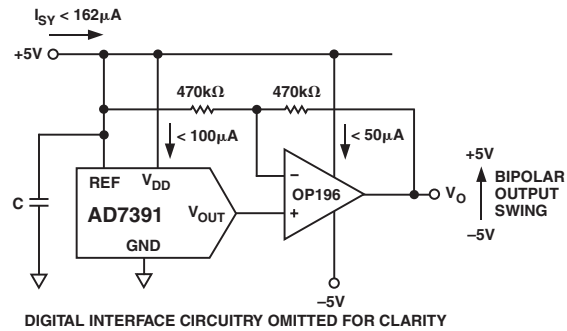 I_SY < 162µA
+5V
470kΩ 470kΩ
< 100µA
< 50µA
REF V_DD
C
AD7391
V_OUT
GND
−
+
OP196
V_O
+5V
BIPOLAR
OUTPUT
SWING
−5V
−5V
DIGITAL INTERFACE CIRCUITRY OMITTED FOR CLARITY